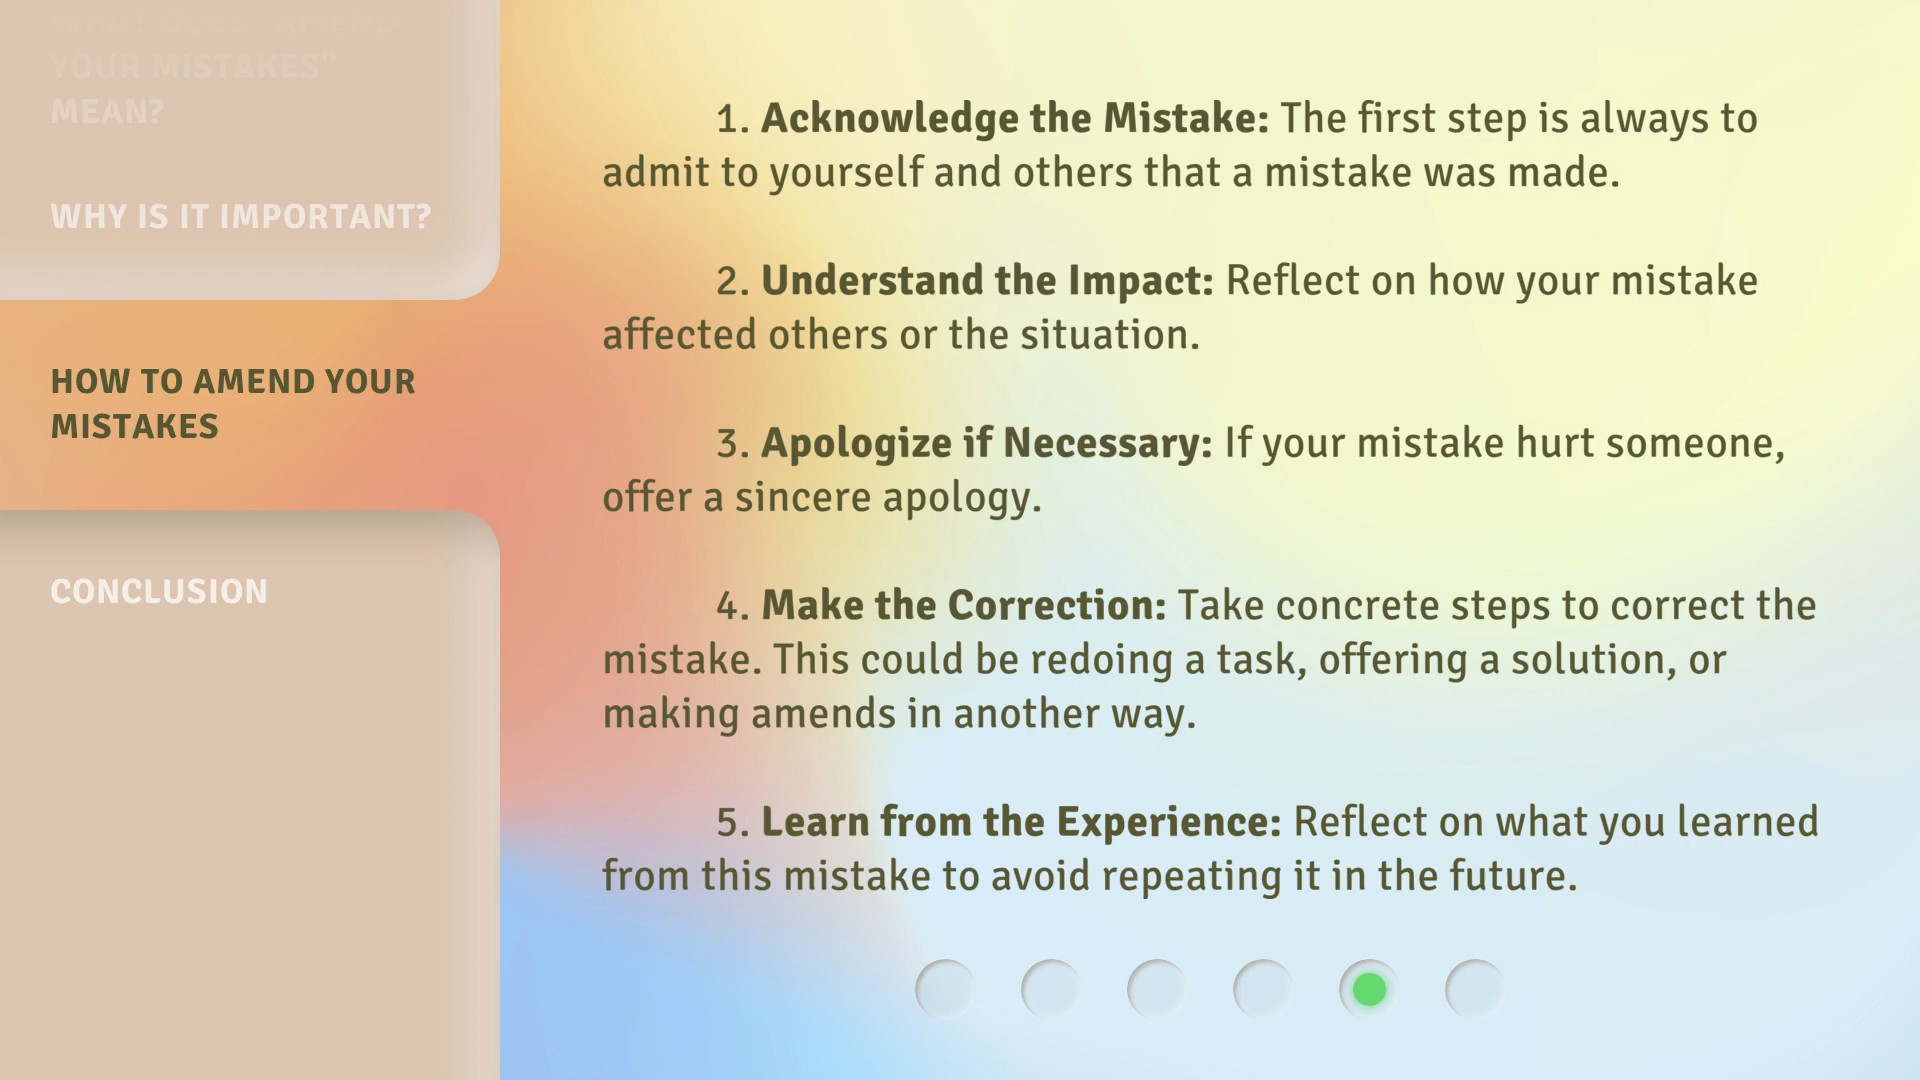 WHAT DOES "AMEND
YOUR MISTAKES"
MEAN?
WHY IS IT IMPORTANT?
HOW TO AMEND YOUR
MISTAKES
CONCLUSION
1. Acknowledge the Mistake: The first step is always to
admit to yourself and others that a mistake was made.
2. Understand the Impact: Reflect on how your mistake
affected others or the situation.
3. Apologize if Necessary: If your mistake hurt someone,
offer a sincere apology.
4. Make the Correction: Take concrete steps to correct the
mistake. This could be redoing a task, offering a solution, or
making amends in another way.
5. Learn from the Experience: Reflect on what you learned
from this mistake to avoid repeating it in the future.